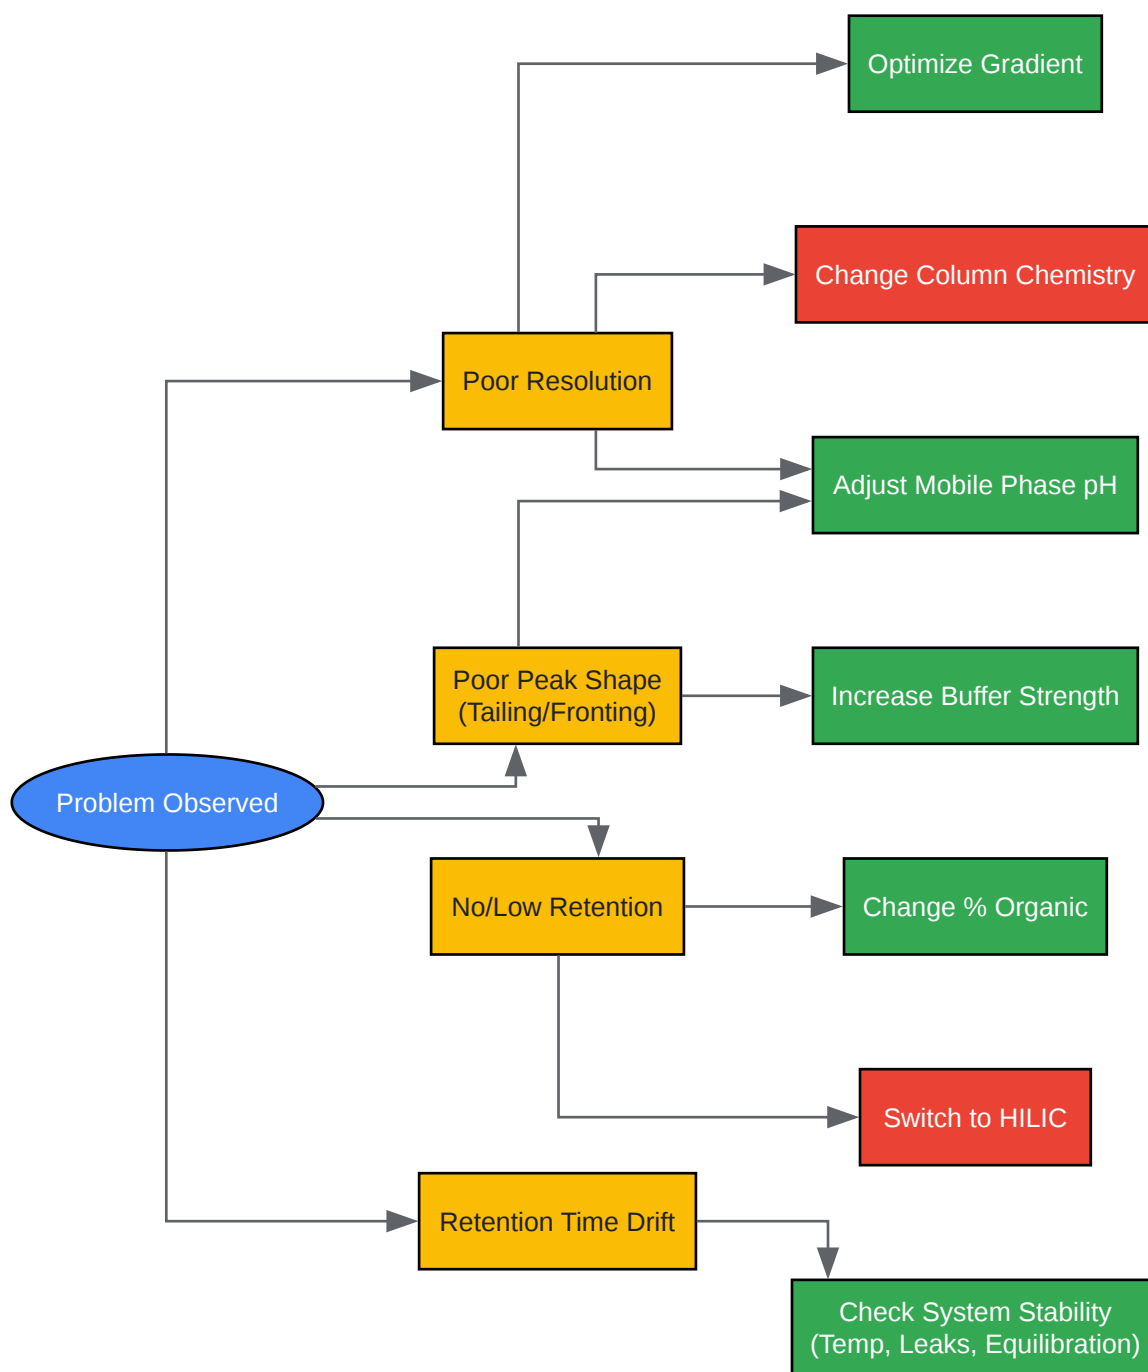 Optimize Gradient
Change Column Chemistry
Poor Resolution
Adjust Mobile Phase pH
Poor Peak Shape
(Tailing/Fronting)
Increase Buffer Strength
Problem Observed
No/Low Retention
Change % Organic
Switch to HILIC
Retention Time Drift
Check System Stability
(Temp, Leaks, Equilibration)